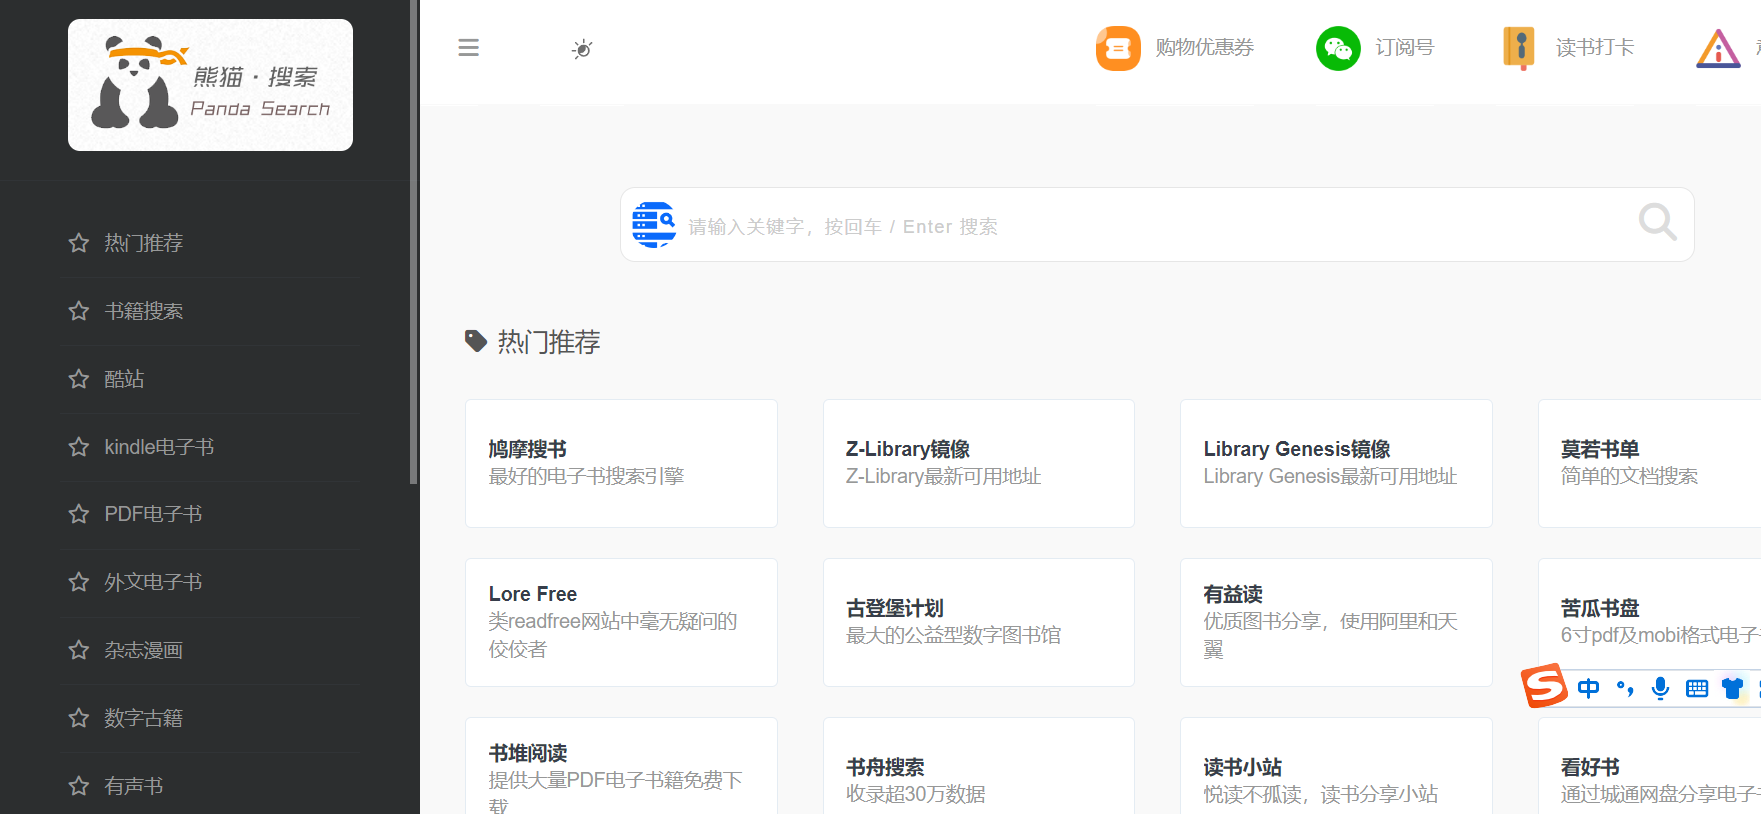 熊猫·搜索
Panda Search
购物优惠券
订阅号
读书打卡
请输入关键字，按回车 / Enter 搜索
热门推荐
书籍搜索
酷站
kindle电子书
PDF电子书
外文电子书
杂志漫画
数字古籍
有声书
热门推荐
鸠摩搜书
最好的电子书搜索引擎
Z-Library镜像
Z-Library最新可用地址
Library Genesis镜像
Library Genesis最新可用地址
莫若书单
简单的文档搜索
Lore Free
类readfree网站中毫无疑问的
佼佼者
古登堡计划
最大的公益型数字图书馆
有益读
优质图书分享，使用阿里和天
翼
苦瓜书盘
6寸pdf及mobi格式电子
书堆阅读
提供大量PDF电子书籍免费下
载
书舟搜索
收录超30万数据
读书小站
悦读不孤读，读书分享小站
看好书
通过城通网盘分享电子
中